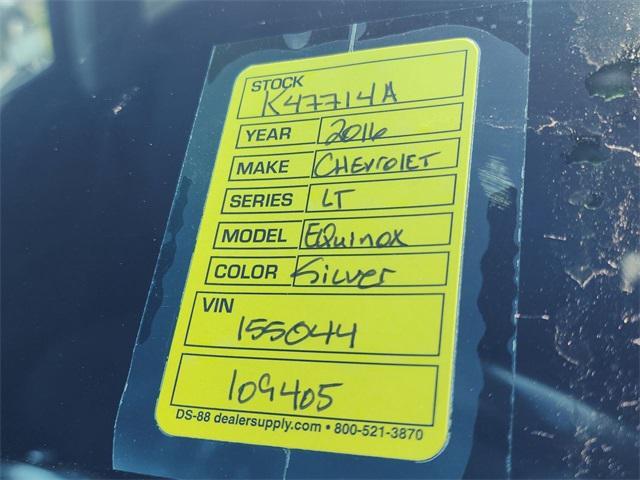 STOCK
K47714A
YEAR 2016
MAKE CHEVROLET
SERIES LT
MODEL EQuinox
COLOR Silver
VIN
155044
109405
DS-88 dealersupply.com • 800-521-3870